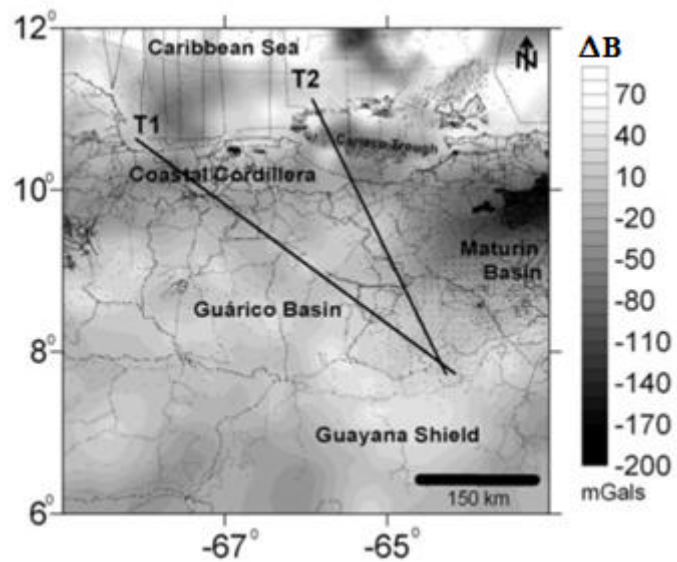 12°
Caribbean Sea
N
ΔB
T2
70
T1
40
Cariaco Trough
10
10°
Coastal Cordillera
-20
Maturin
Basin
-50
Guárico Basin
-80
8°
-110
-140
Guayana Shield
-170
-200
150 km
mGals
6°
-67°
-65°